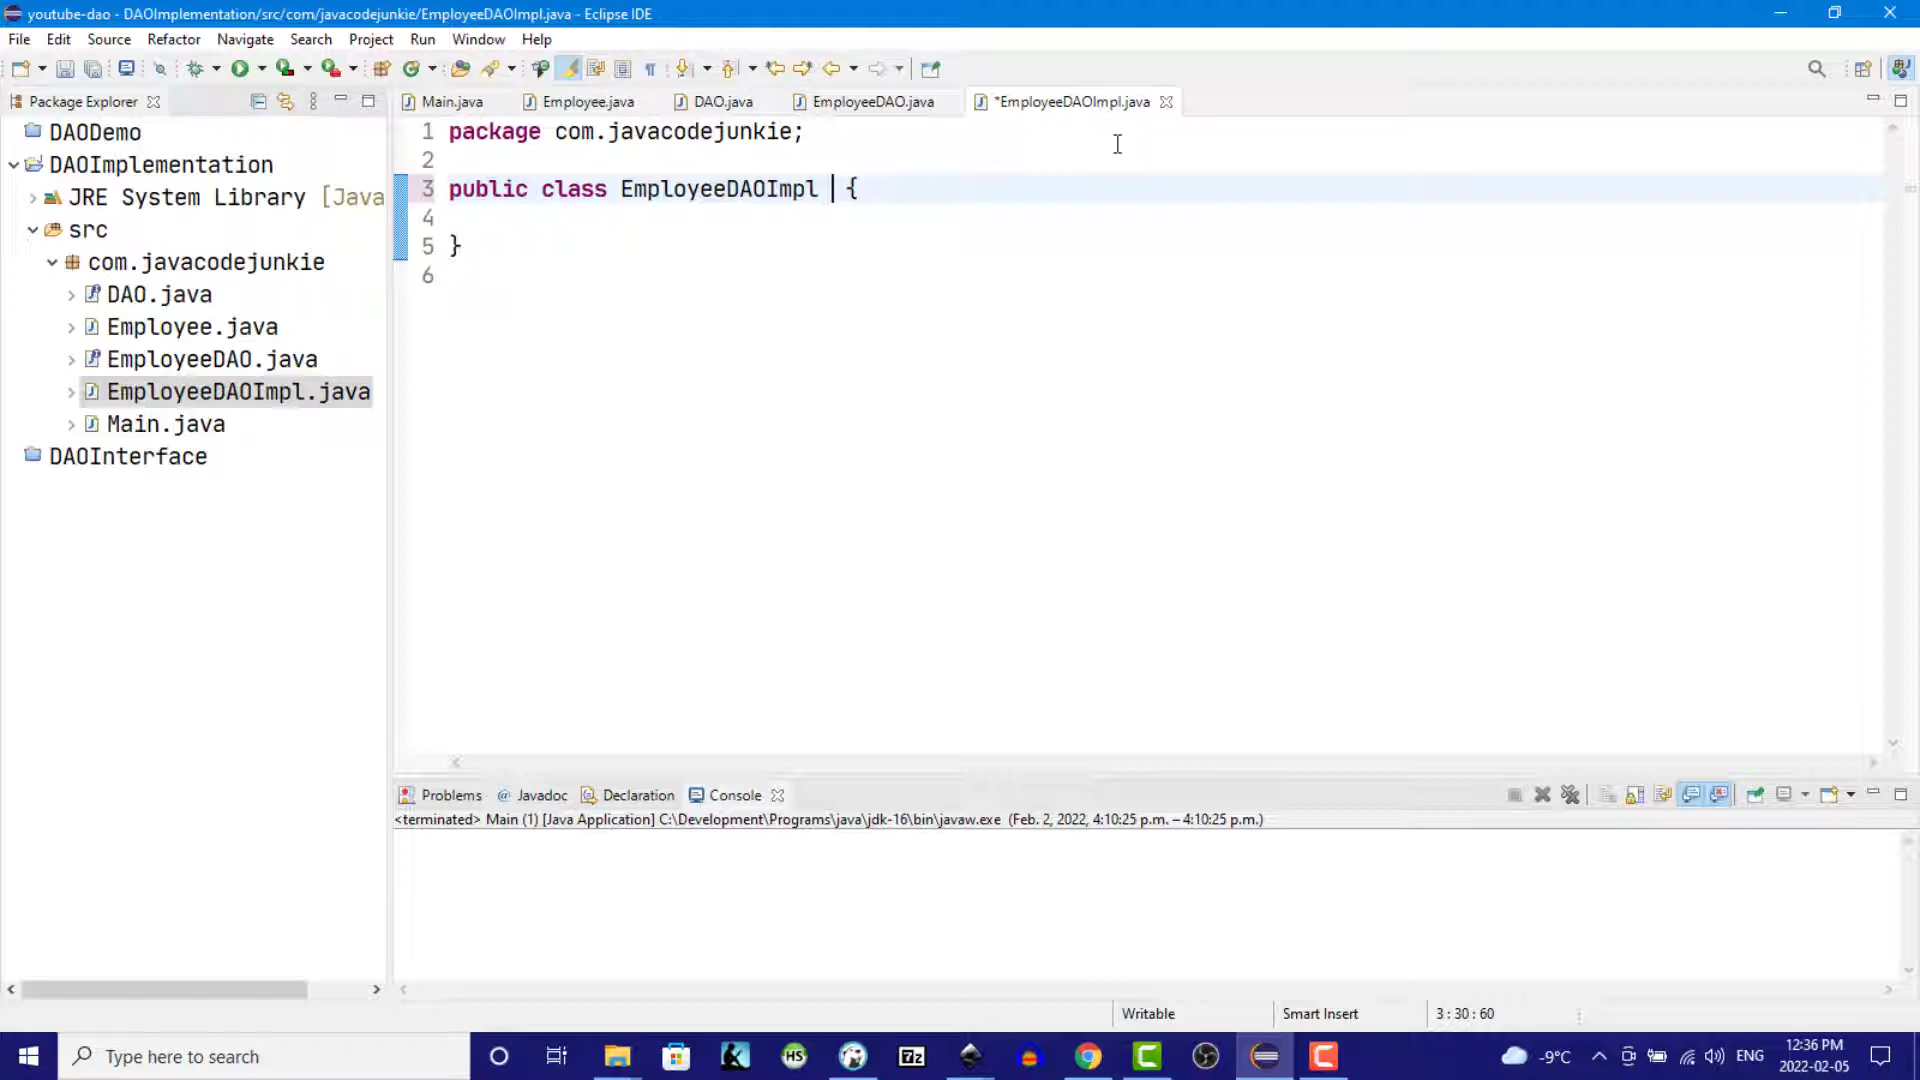 youtube-dao - DAOImplementation/src/com/javacodejunkie/EmployeeDAOImpl.java - Eclipse IDE
File Edit Source Refactor Navigate Search Project Run Window Help
Package Explorer
Main.java Employee.java DAO.java EmployeeDAO.java *EmployeeDAOImpl.java
DAODemo
DAOImplementation
JRE System Library [Java
src
com.javacodejunkie
DAO.java
Employee.java
EmployeeDAO.java
EmployeeDAOImpl.java
Main.java
DAOInterface
1 package com.javacodejunkie;
2
3 public class EmployeeDAOImpl {
4
5 }
6
Problems @ Javadoc Declaration Console
<terminated> Main (1) [Java Application] C:\Development\Programs\java\jdk-16\bin\javaw.exe (Feb. 2, 2022, 4:10:25 p.m. – 4:10:25 p.m.)
Writable Smart Insert 3 : 30 : 60
Type here to search
HS
7z
-9°C
ENG
12:36 PM
2022-02-05